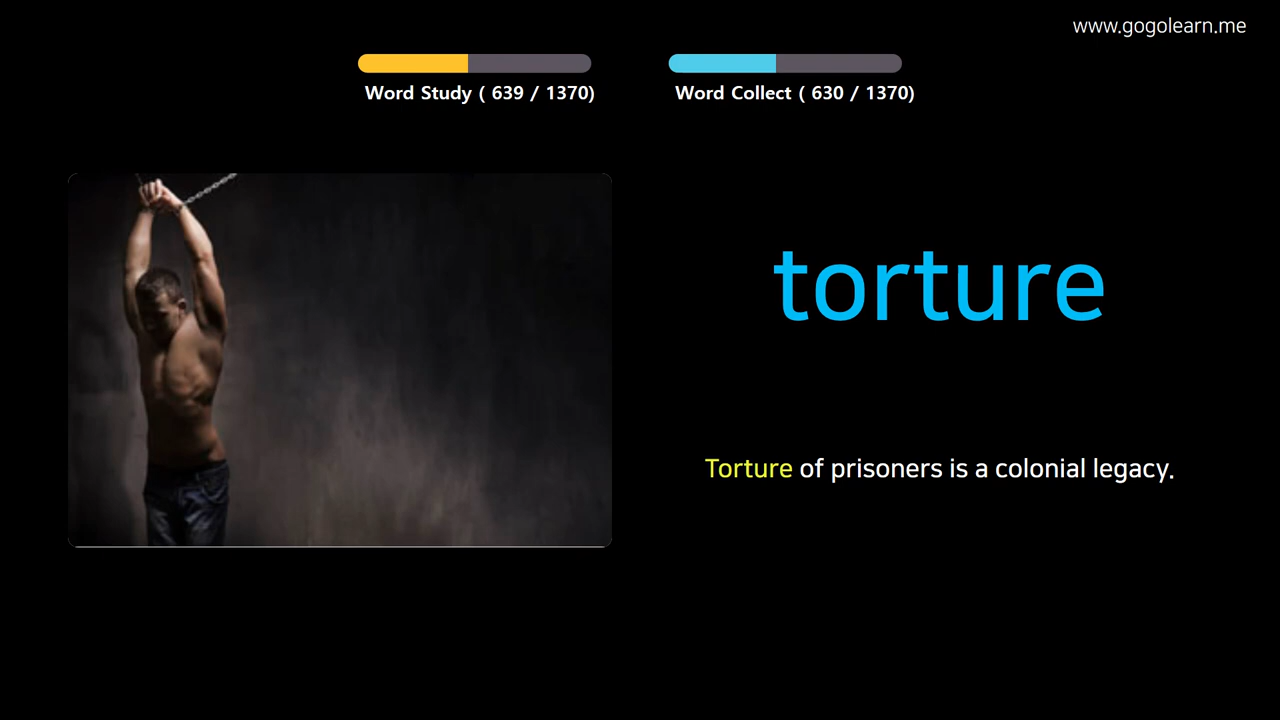 www.gogolearn.me
Word Study ( 639 / 1370)
Word Collect ( 630 / 1370)
torture
Torture of prisoners is a colonial legacy.